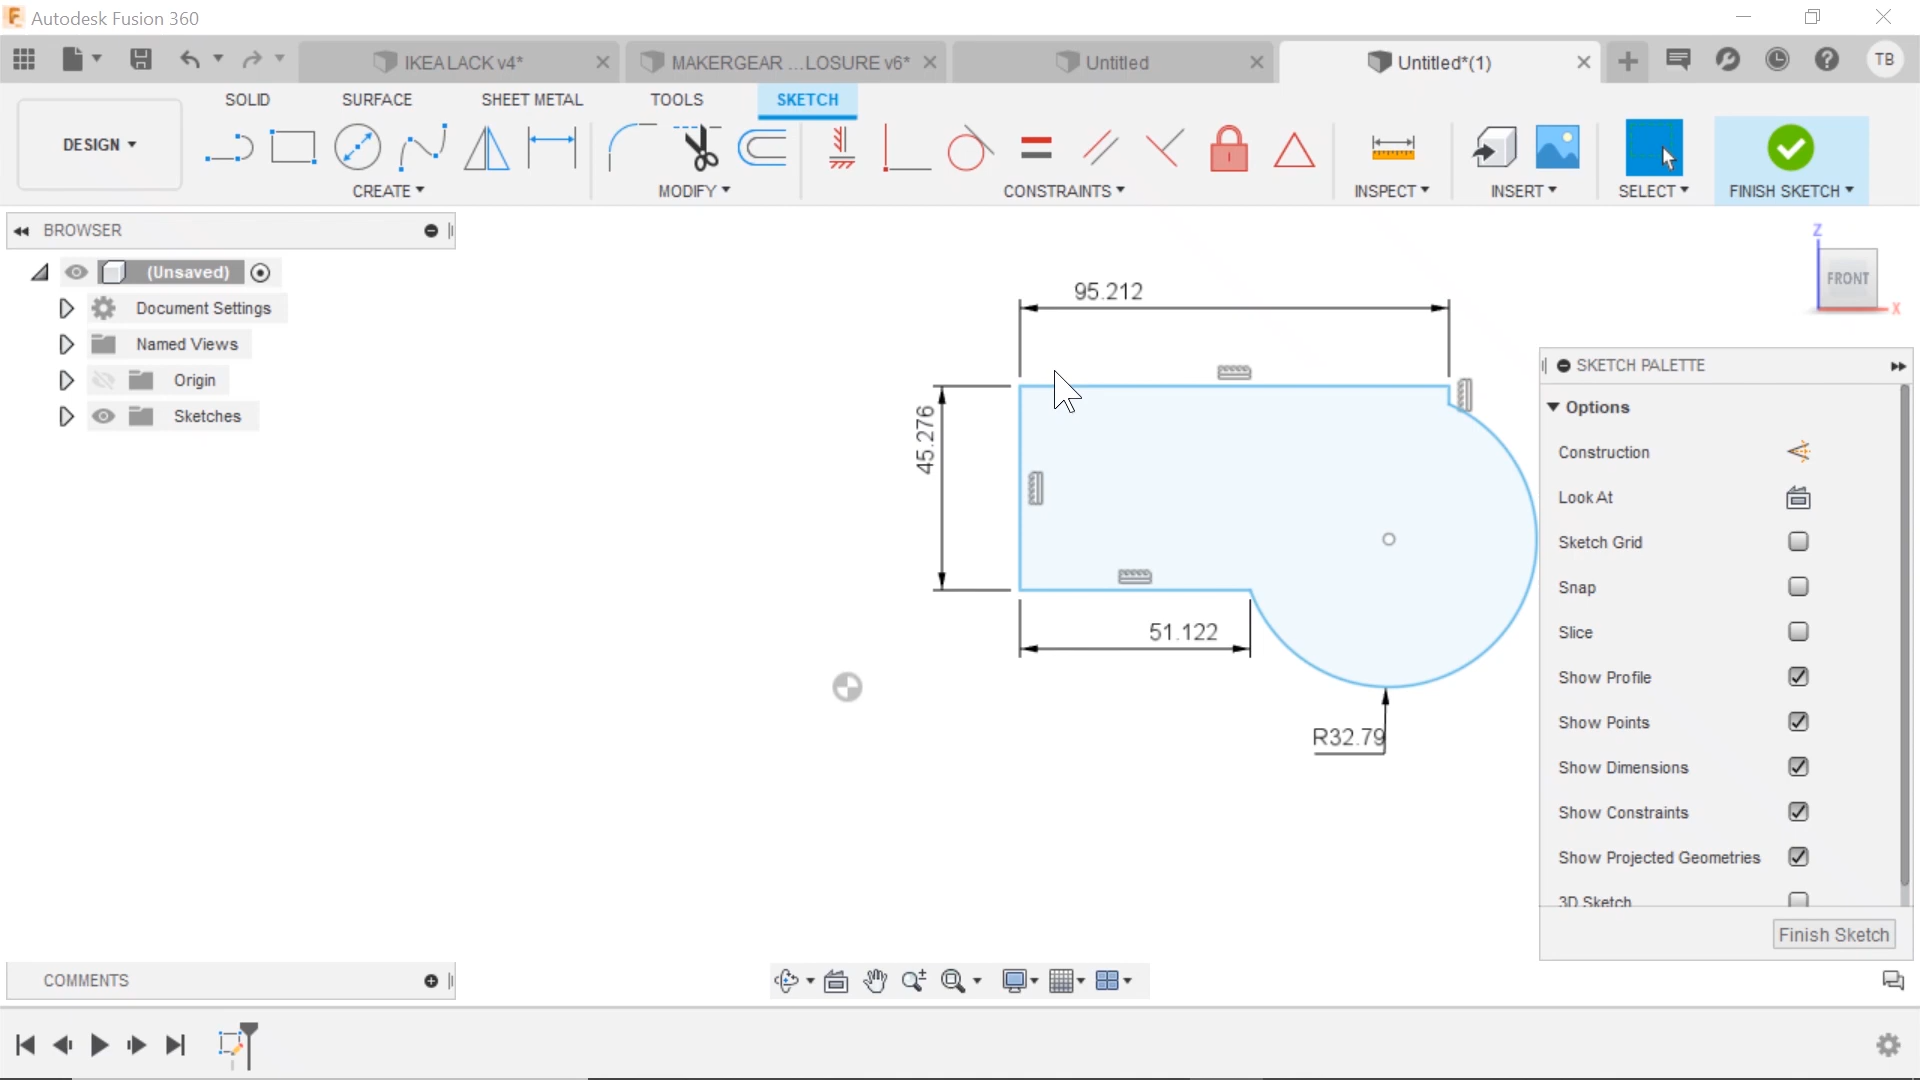 Autodesk Fusion 360
IKEA LACK v4*
MAKERGEAR ...LOSURE v6*
Untitled
Untitled*(1)
TB
DESIGN
SOLID
SURFACE
SHEET METAL
TOOLS
SKETCH
CREATE
MODIFY
CONSTRAINTS
INSPECT
INSERT
SELECT
FINISH SKETCH
BROWSER
(Unsaved)
Document Settings
Named Views
Origin
Sketches
95.212
45.276
51.122
R32.79
Z
FRONT
X
SKETCH PALETTE
Options
Construction
Look At
Sketch Grid
Snap
Slice
Show Profile
Show Points
Show Dimensions
Show Constraints
Show Projected Geometries
3D Sketch
Finish Sketch
COMMENTS